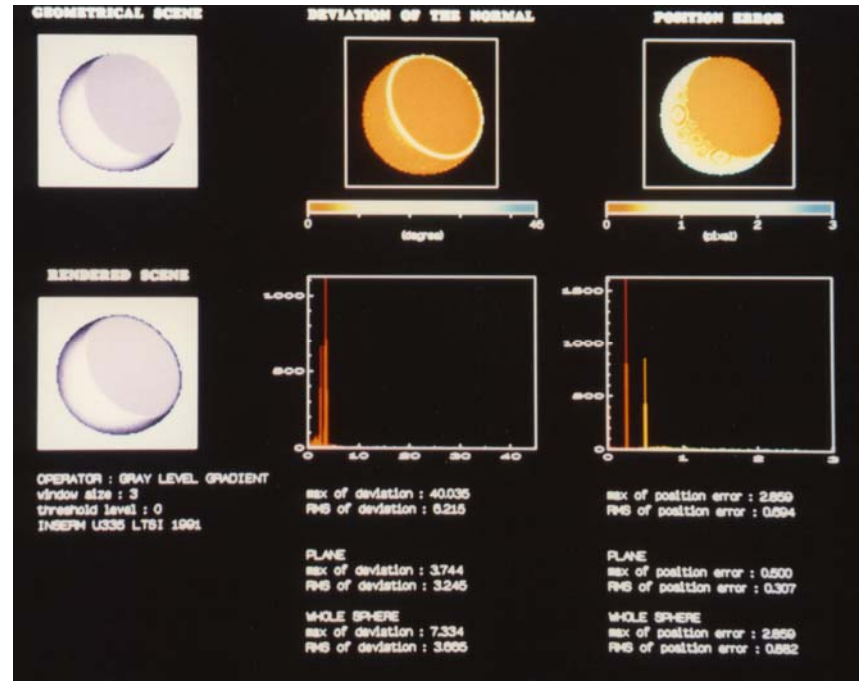 GEOMETRICAL SCENE
DEVIATION OF THE NORMAL
POSITION ERROR
0 45
(degree)
0 1 2 3
(pixel)
RENDERED SCENE
1000
500
0
0 10 20 30 40
1500
1000
500
0
0 1 2 3
OPERATOR : GRAY LEVEL GRADIENT
window size : 3
threshold level : 0
INSERM U335 LTSI 1991
max of deviation : 40.035
RMS of deviation : 6.215
PLANE
max of deviation : 3.744
RMS of deviation : 3.245
WHOLE SPHERE
max of deviation : 7.334
RMS of deviation : 3.665
max of position error : 2.859
RMS of position error : 0.694
PLANE
max of position error : 0.500
RMS of position error : 0.307
WHOLE SPHERE
max of position error : 2.859
RMS of position error : 0.882